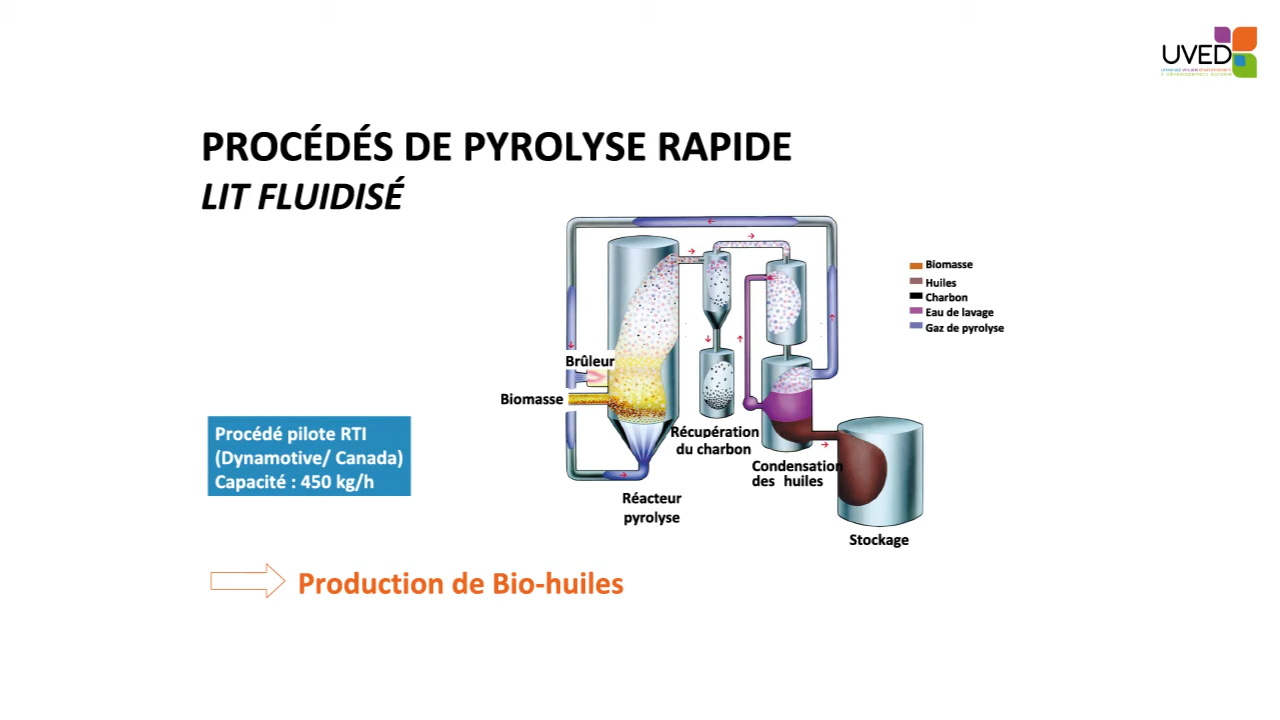 UVED
PROCÉDÉS DE PYROLYSE RAPIDE
LIT FLUIDISÉ
Biomasse
Huiles
Charbon
Eau de lavage
Gaz de pyrolyse
Brûleur
Biomasse
Récupération
du charbon
Condensation
des huiles
Réacteur
pyrolyse
Stockage
Procédé pilote RTI
(Dynamotive/ Canada)
Capacité : 450 kg/h
Production de Bio-huiles